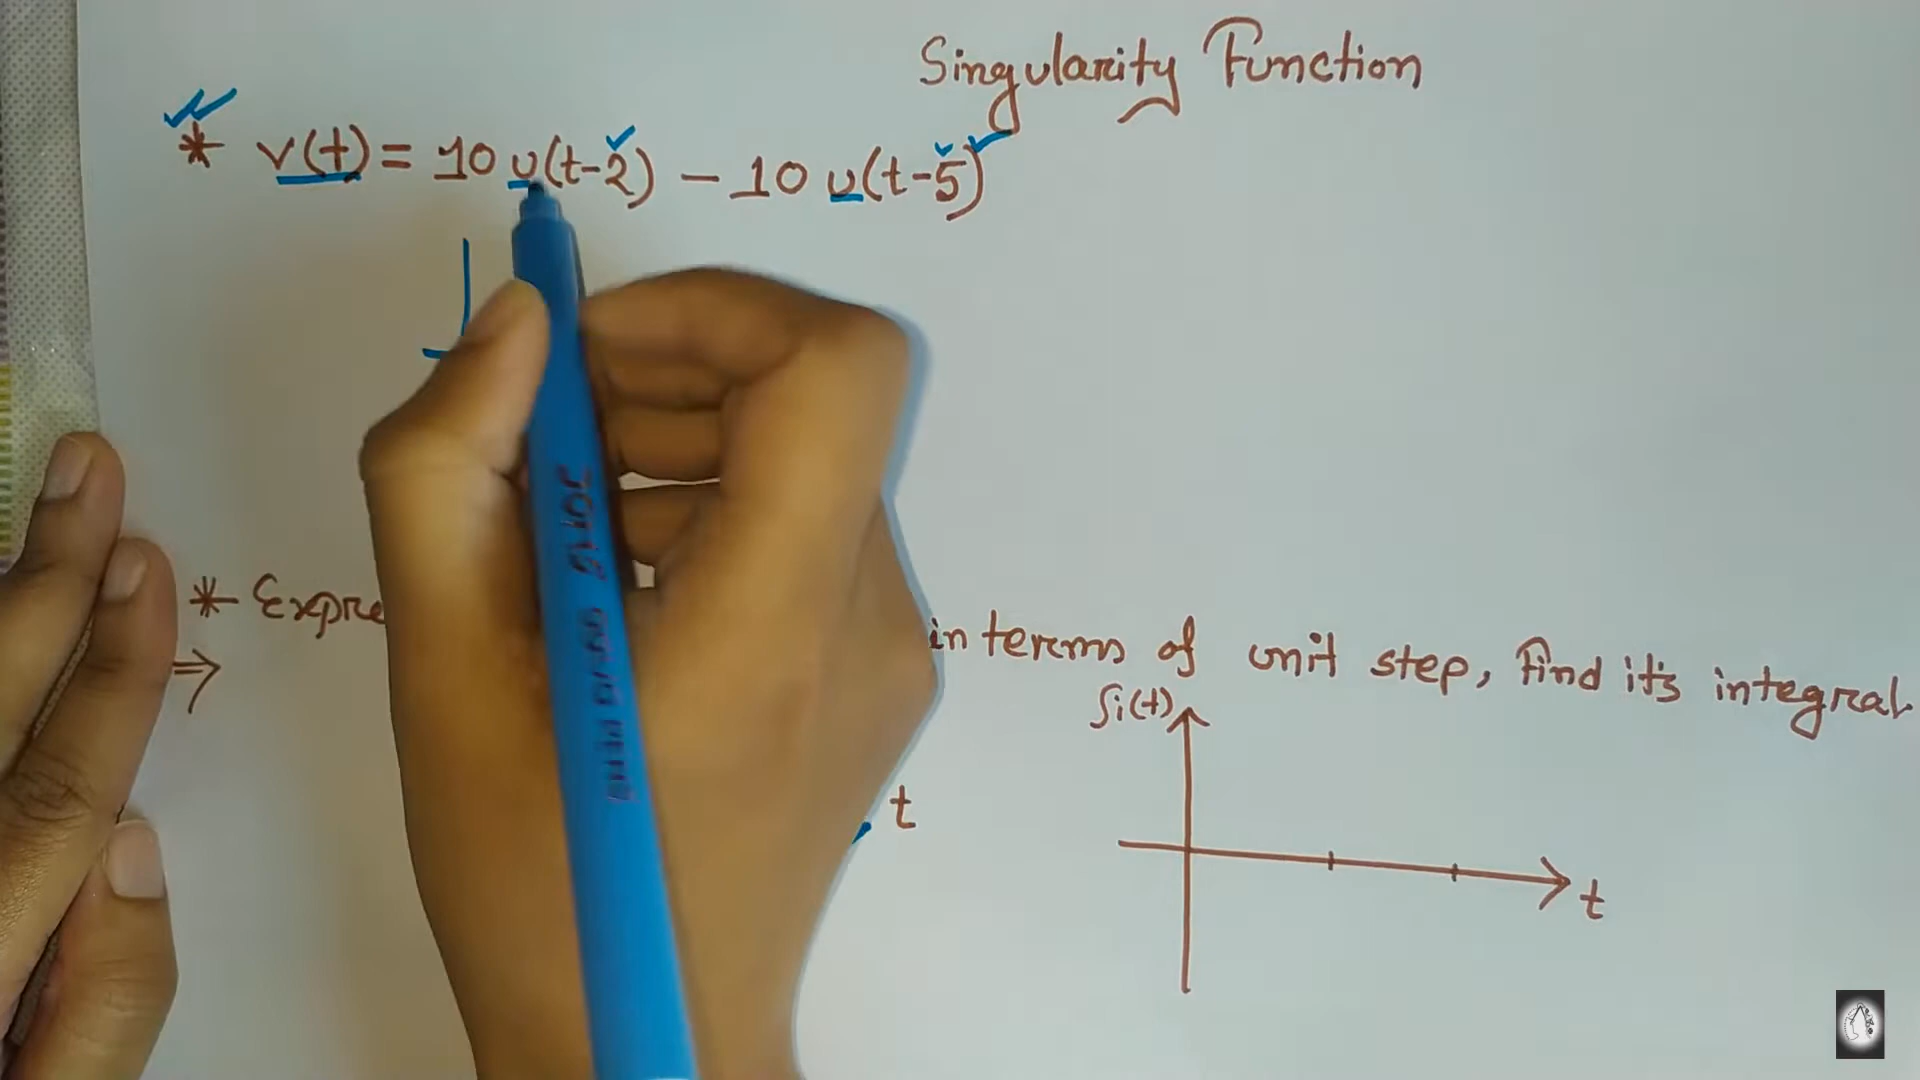 Singularity Function
* v(t) = 10 u(t-2) - 10 u(t-5)
* Expre in terms of unit step, Find it's integral.
⇒
∫i(t)
t
t